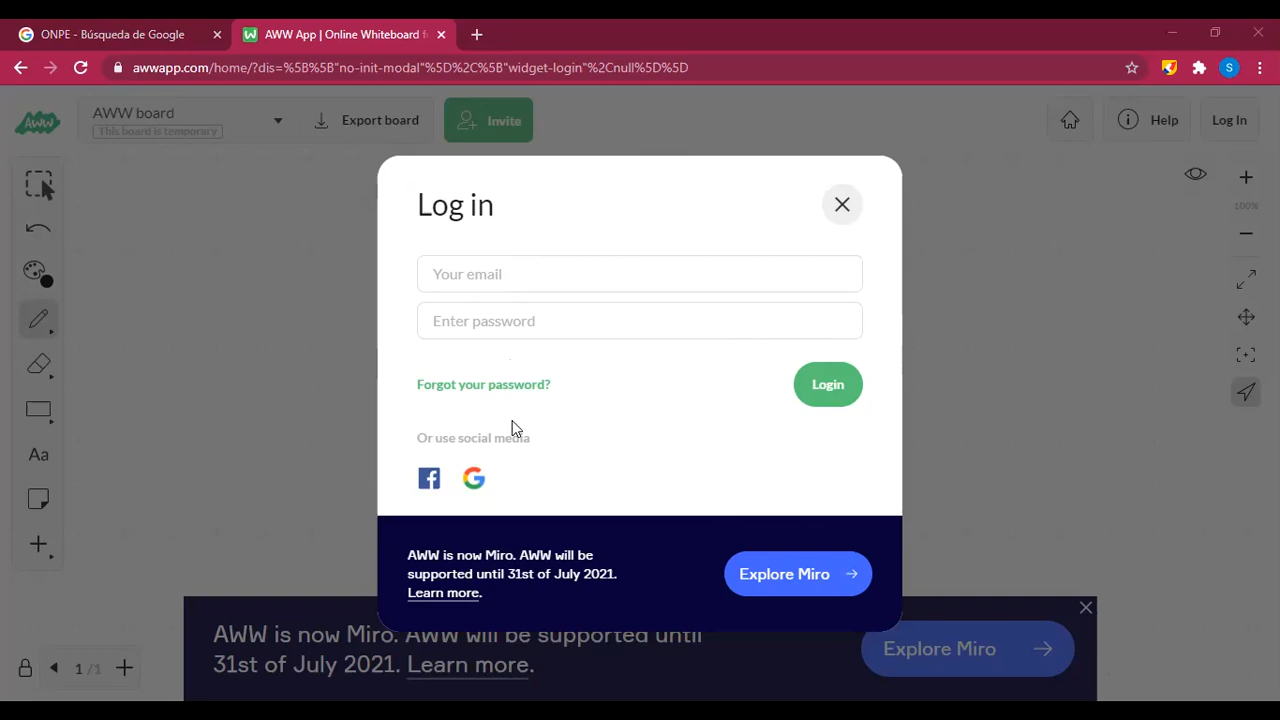 ONPE - Búsqueda de Google
AWW App | Online Whiteboard f
awwapp.com/home/?dis=%5B%5B"no-init-modal"%5D%2C%5B"widget-login"%2Cnull%5D%5D
S
AWW
AWW board
This board is temporary
Export board
Invite
Help
Log In
100%
Log in
Your email
Enter password
Forgot your password?
Login
Or use social media
AWW is now Miro. AWW will be
supported until 31st of July 2021.
Learn more.
Explore Miro
Aa
AWW is now Miro. AWW will be supported until
31st of July 2021. Learn more.
Explore Miro
1 / 1